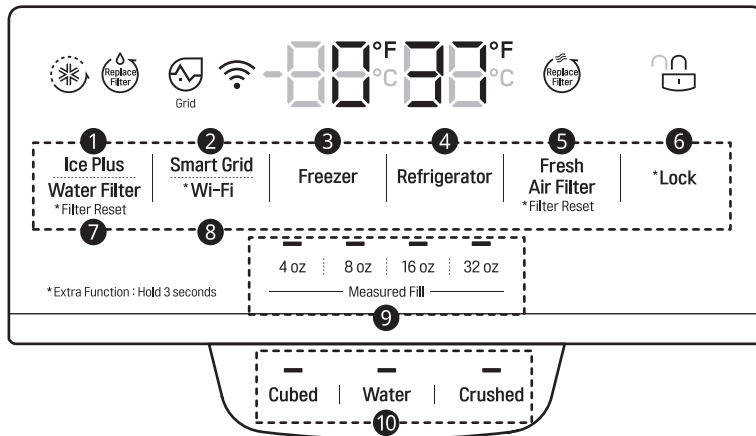 Replace
Filter
Grid
0 °F
°C
37 °F
°C
Replace
Filter
1
2
3
4
5
6
Ice Plus
Water Filter
*Filter Reset
Smart Grid
*Wi-Fi
Freezer
Refrigerator
Fresh
Air Filter
*Filter Reset
*Lock
7
8
4 oz
8 oz
16 oz
32 oz
*Extra Function : Hold 3 seconds
Measured Fill
9
Cubed
Water
Crushed
10